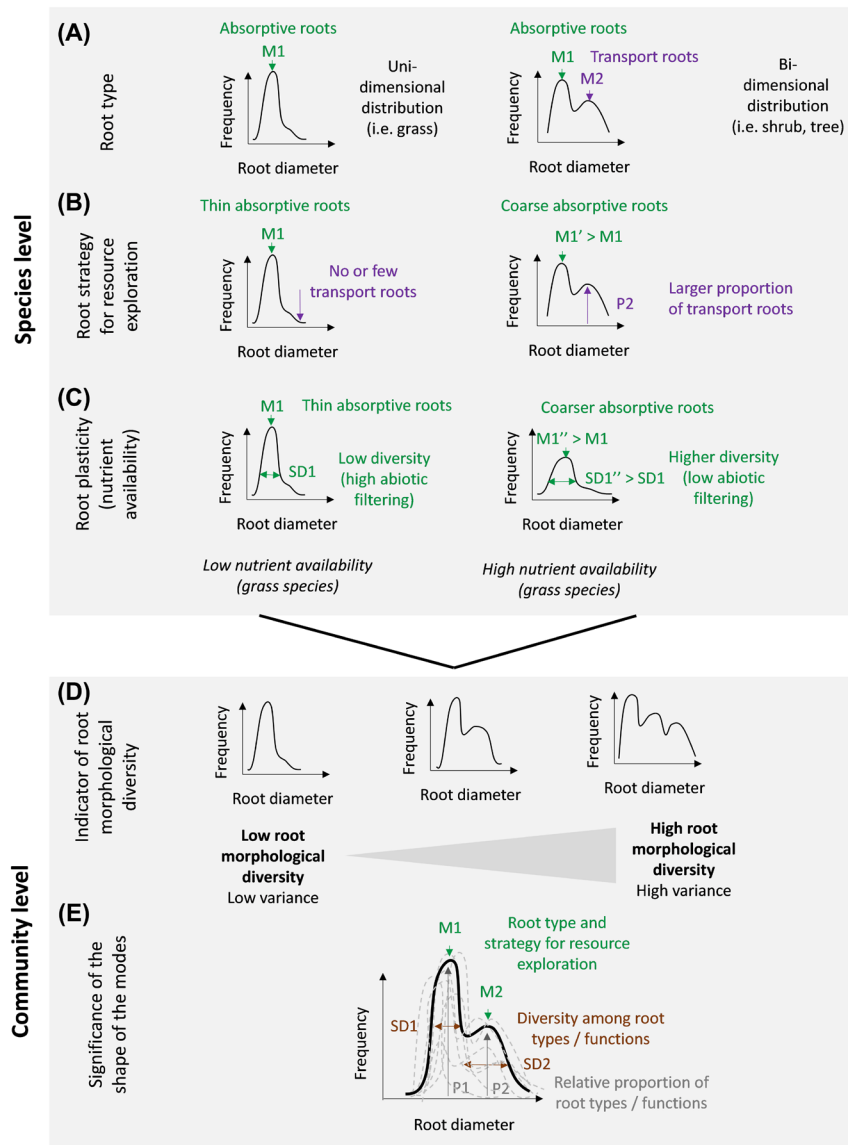 Species level
(A)
Root type
Absorptive roots
M1
Frequency
Root diameter
Uni-
dimensional
distribution
(i.e. grass)
Absorptive roots
M1
Transport roots
M2
Frequency
Root diameter
Bi-
dimensional
distribution
(i.e. shrub, tree)
(B)
Root strategy
for resource
exploration
Thin absorptive roots
M1
No or few
transport roots
Frequency
Root diameter
Coarse absorptive roots
M1' > M1
P2
Frequency
Root diameter
Larger proportion
of transport roots
(C)
Root plasticity
(nutrient
availability)
M1
Thin absorptive roots
SD1
Low diversity
(high abiotic
filtering)
Frequency
Root diameter
Coarser absorptive roots
M1'' > M1
SD1'' > SD1
Higher diversity
(low abiotic
filtering)
Frequency
Root diameter
Low nutrient availability
(grass species)
High nutrient availability
(grass species)
Community level
(D)
Indicator of root
morphological
diversity
Frequency
Root diameter
Frequency
Root diameter
Frequency
Root diameter
Low root
morphological
diversity
Low variance
High root
morphological
diversity
High variance
(E)
Significance of the
shape of the modes
M1
Root type and
strategy for resource
exploration
M2
SD1
Diversity among root
types / functions
SD2
P1
P2
Relative proportion of
root types / functions
Frequency
Root diameter